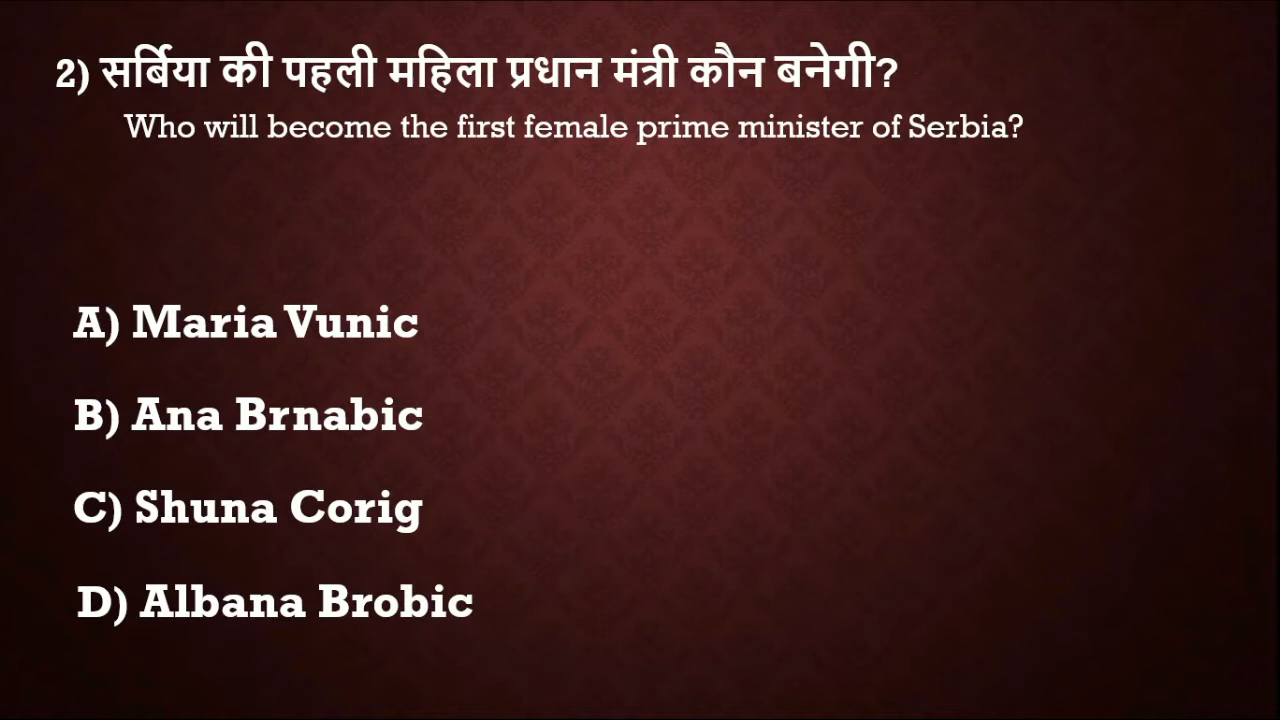 2) सर्बिया की पहली महिला प्रधान मंत्री कौन बनेगी?
Who will become the first female prime minister of Serbia?
A) Maria Vunic
B) Ana Brnabic
C) Shuna Corig
D) Albana Brobic